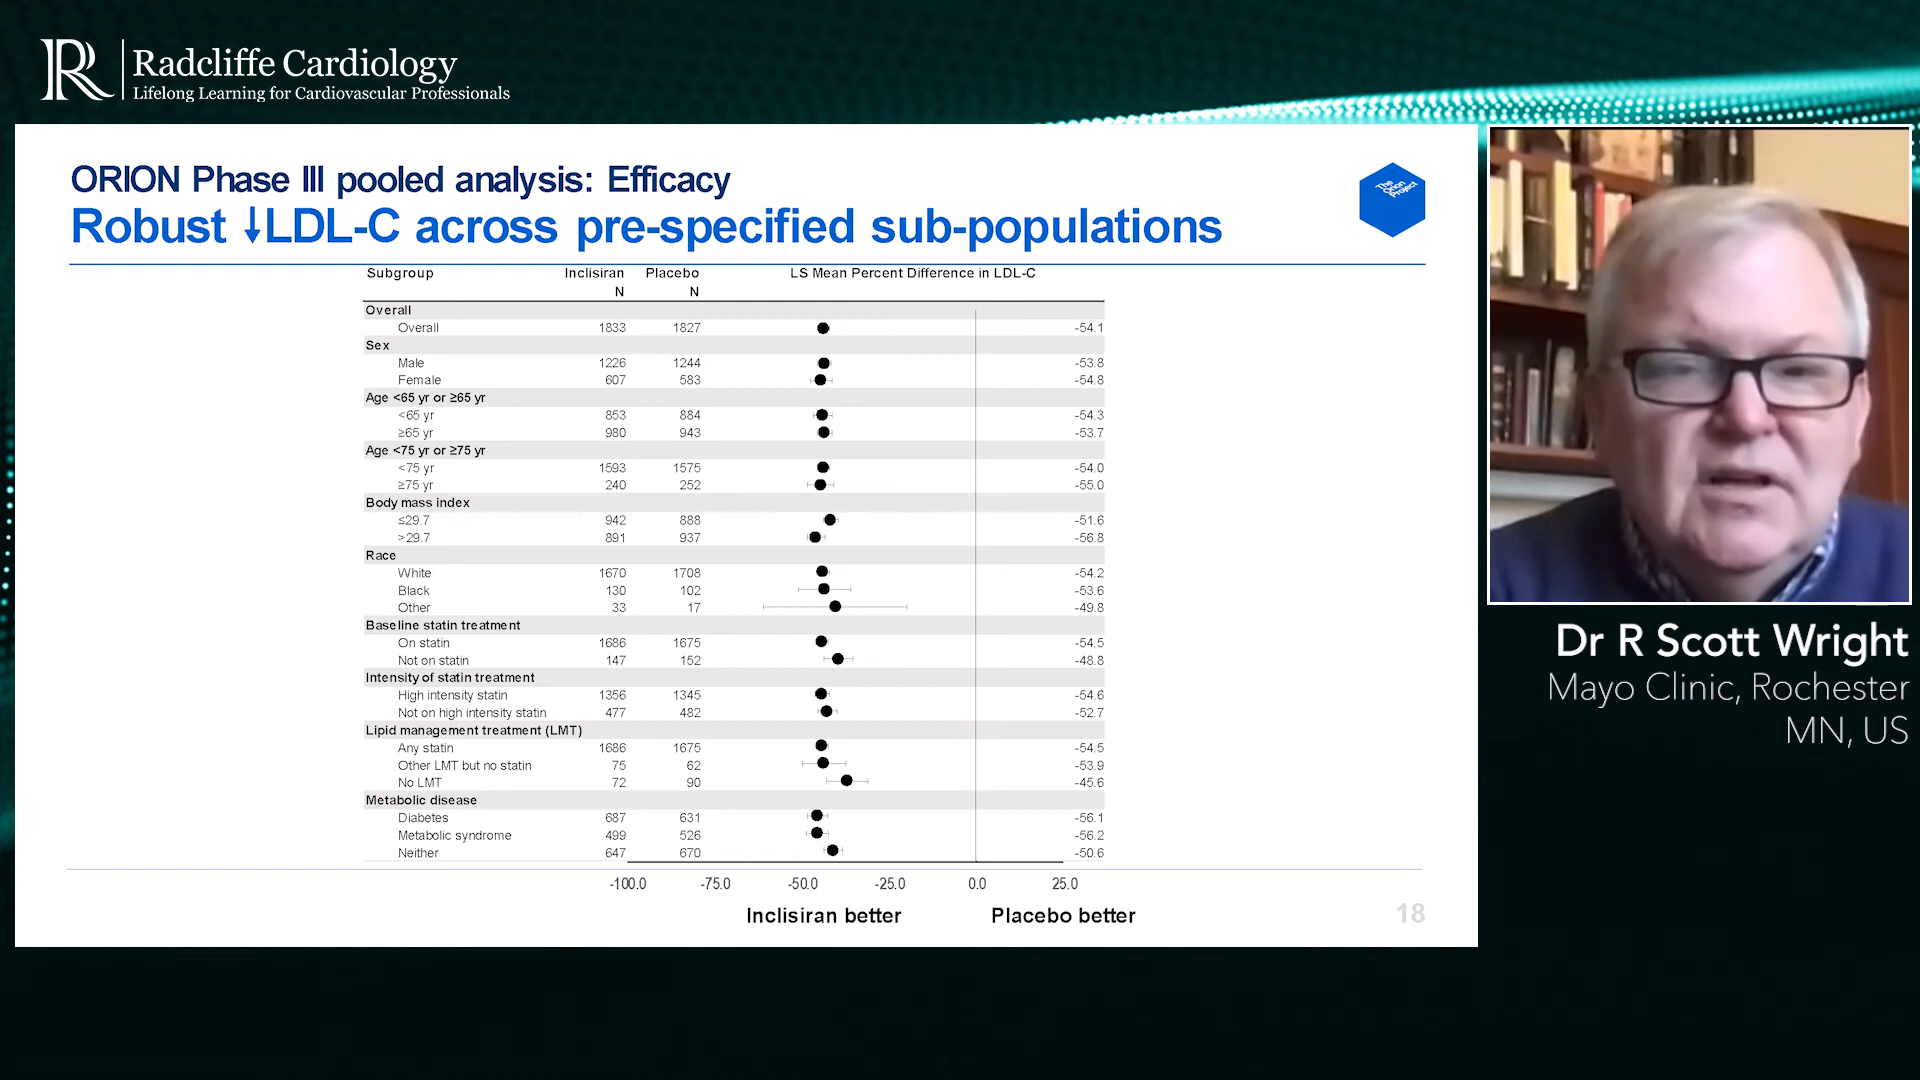 R
Radcliffe Cardiology
Lifelong Learning for Cardiovascular Professionals
ORION Phase III pooled analysis: Efficacy
Robust ↓LDL-C across pre-specified sub-populations
The Orion Project
Subgroup Inclisiran N Placebo N LS Mean Percent Difference in LDL-C
Overall
Overall 1833 1827 -54.1
Sex
Male 1226 1244 -53.8
Female 607 583 -54.8
Age <65 yr or ≥65 yr
<65 yr 853 884 -54.3
≥65 yr 980 943 -53.7
Age <75 yr or ≥75 yr
<75 yr 1593 1575 -54.0
≥75 yr 240 252 -55.0
Body mass index
≤29.7 942 888 -51.6
>29.7 891 937 -56.8
Race
White 1670 1708 -54.2
Black 130 102 -53.6
Other 33 17 -49.8
Baseline statin treatment
On statin 1686 1675 -54.5
Not on statin 147 152 -48.8
Intensity of statin treatment
High intensity statin 1356 1345 -54.6
Not on high intensity statin 477 482 -52.7
Lipid management treatment (LMT)
Any statin 1686 1675 -54.5
Other LMT but no statin 75 62 -53.9
No LMT 72 90 -45.6
Metabolic disease
Diabetes 687 631 -56.1
Metabolic syndrome 499 526 -56.2
Neither 647 670 -50.6
-100.0 -75.0 -50.0 -25.0 0.0 25.0
Inclisiran better Placebo better
18
Dr R Scott Wright
Mayo Clinic, Rochester
MN, US